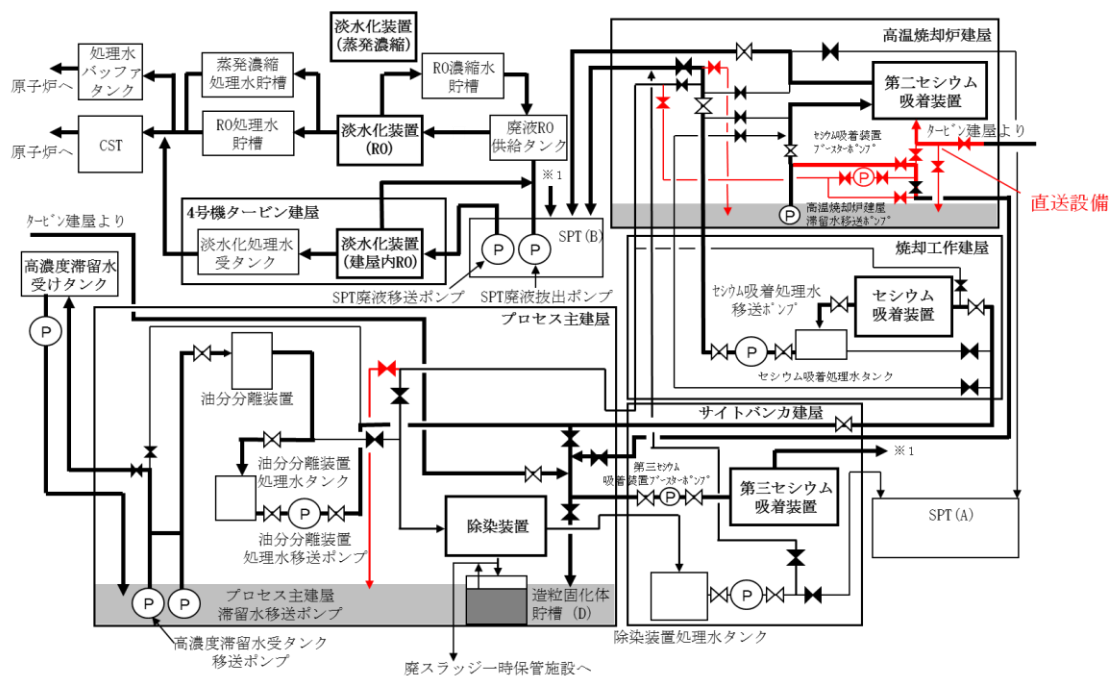 淡水化装置
(蒸発濃縮)
処理水
バッファ
タンク
原子炉へ
蒸発濃縮
処理水貯槽
RO濃縮水
貯槽
CST
原子炉へ
RO処理水
貯槽
淡水化装置
(RO)
廃液RO
供給タンク
※1
4号機タービン建屋
淡水化処理水
受タンク
淡水化装置
(建屋内RO)
P
P
SPT(B)
SPT廃液移送ポンプ
SPT廃液抜出ポンプ
高温焼却炉建屋
第二セシウム
吸着装置
タービン建屋より
セシウム吸着装置
ブースターポンプ
P
P
高温焼却炉建屋
滞留水移送ポンプ
直送設備
焼却工作建屋
セシウム吸着処理水
移送ポンプ
セシウム
吸着装置
P
セシウム吸着処理水タンク
タービン建屋より
高濃度滞留水
受けタンク
P
プロセス主建屋
油分分離装置
油分分離装置
処理水タンク
P
油分分離装置
処理水移送ポンプ
除染装置
P
P
プロセス主建屋
滞留水移送ポンプ
造粒固化体
貯槽(D)
高濃度滞留水受タンク
移送ポンプ
廃スラッジ一時保管施設へ
サイトバンカ建屋
※1
第三セシウム
吸着装置ブースターポンプ
P
第三セシウム
吸着装置
SPT(A)
P
除染装置処理水タンク